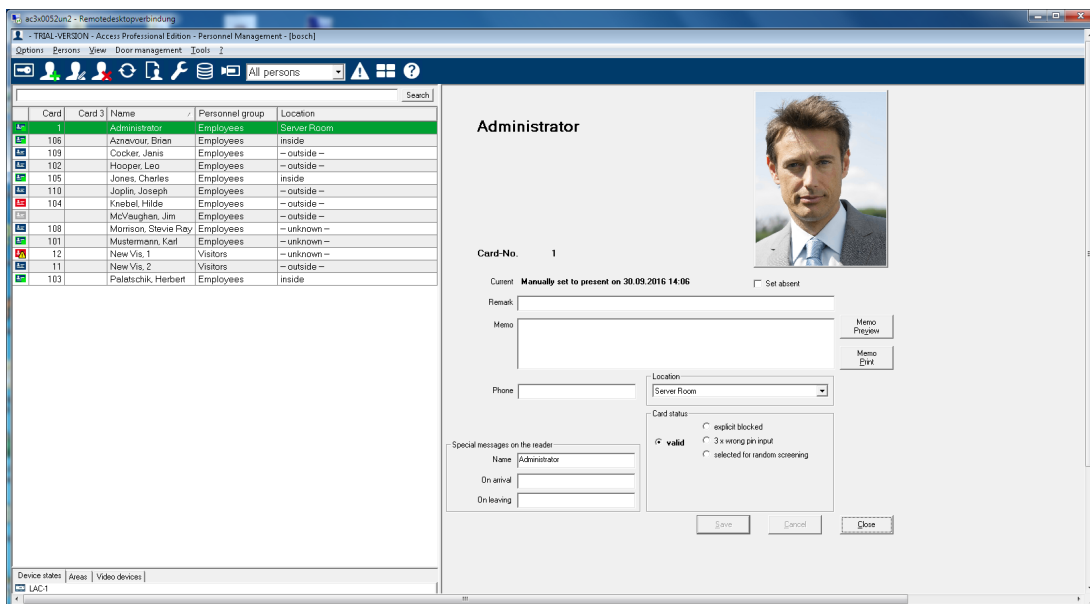 ac3x0052un2 - Remotedesktopverbindung
- TRIAL-VERSION - Access Professional Edition - Personnel Management - [bosch]
Options Persons View Door management Tools ?
All persons
Search
Card Card 3 Name Personnel group Location
1 Administrator Employees Server Room
106 Aznavour, Brian Employees inside
109 Cocker, Janis Employees -- outside --
102 Hooper, Leo Employees -- outside --
105 Jones, Charles Employees inside
110 Joplin, Joseph Employees -- outside --
104 Knebel, Hilde Employees -- outside --
McVaughan, Jim Employees -- outside --
108 Morrison, Stevie Ray Employees -- unknown --
101 Mustermann, Karl Employees -- unknown --
12 New Vis, 1 Visitors -- unknown --
11 New Vis, 2 Visitors -- outside --
103 Palatschik, Herbert Employees inside
Device states Areas Video devices
LAC-1
Administrator
Card-No. 1
Current Manually set to present on 30.09.2016 14:06 Set absent
Remark
Memo
Memo Preview
Memo Print
Phone
Location
Server Room
Card status
valid
explicit blocked
3 x wrong pin input
selected for random screening
Special messages on the reader
Name Administrator
On arrival
On leaving
Save Cancel Close